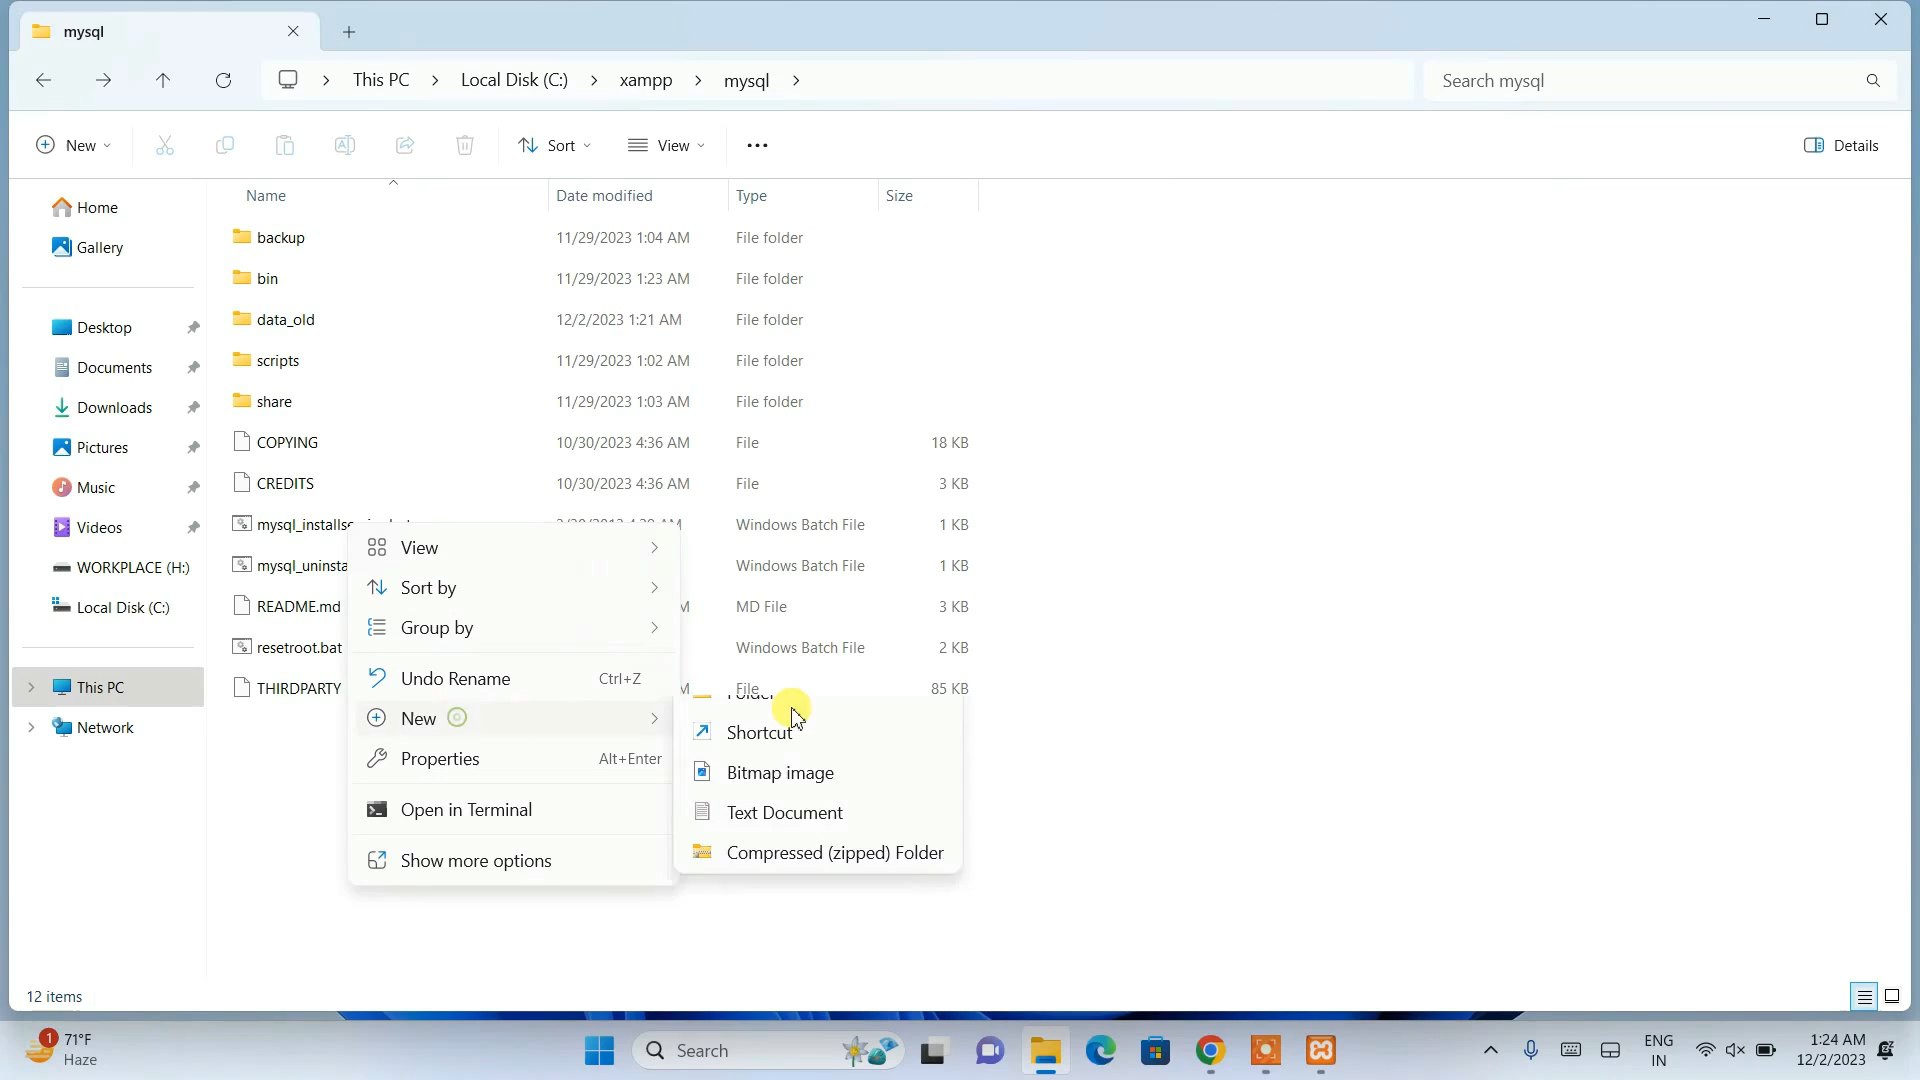 mysql
This PC
Local Disk (C:)
xampp
mysql
Search mysql
New
Sort
View
Details
Name
Date modified
Type
Size
Home
Gallery
Desktop
Documents
Downloads
Pictures
Music
Videos
WORKPLACE (H:)
Local Disk (C:)
This PC
Network
backup 11/29/2023 1:04 AM File folder
bin 11/29/2023 1:23 AM File folder
data_old 12/2/2023 1:21 AM File folder
scripts 11/29/2023 1:02 AM File folder
share 11/29/2023 1:03 AM File folder
COPYING 10/30/2023 4:36 AM File 18 KB
CREDITS 10/30/2023 4:36 AM File 3 KB
Windows Batch File 1 KB
mysql_uninsta Windows Batch File 1 KB
README.md MD File 3 KB
resetroot.bat Windows Batch File 2 KB
THIRDPARTY File 85 KB
View
Sort by
Group by
Undo Rename Ctrl+Z
New
Properties Alt+Enter
Open in Terminal
Show more options
Shortcut
Bitmap image
Text Document
Compressed (zipped) Folder
12 items
1
71°F
Haze
Search
ENG
IN
1:24 AM
12/2/2023